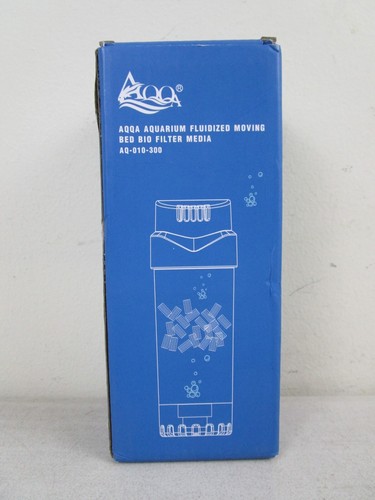 AQQA®
AQQA AQUARIUM FLUIDIZED MOVING
BED BIO FILTER MEDIA
AQ-010-300